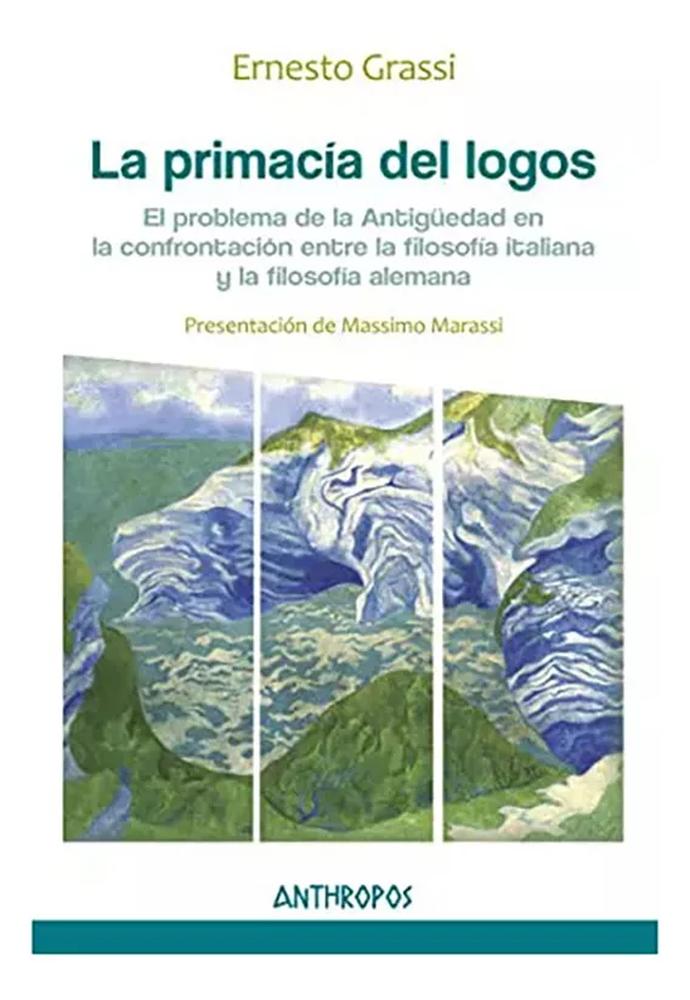 Ernesto Grassi
La primacía del logos
El problema de la Antigüedad en
la confrontación entre la filosofía italiana
y la filosofía alemana
Presentación de Massimo Marassi
ANTHROPOS